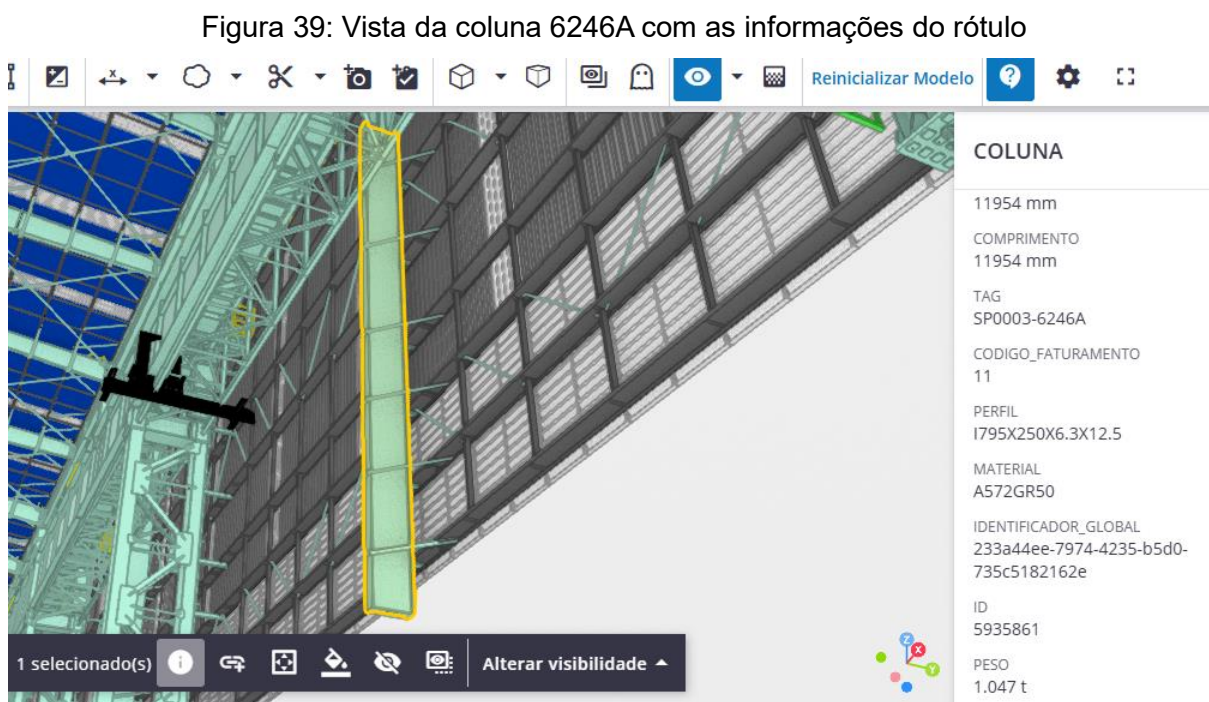 Figura 39: Vista da coluna 6246A com as informações do rótulo
Reinicializar Modelo
COLUNA
11954 mm
COMPRIMENTO
11954 mm
TAG
SP0003-6246A
CODIGO_FATURAMENTO
11
PERFIL
I795X250X6.3X12.5
MATERIAL
A572GR50
IDENTIFICADOR_GLOBAL
233a44ee-7974-4235-b5d0-
735c5182162e
ID
5935861
PESO
1.047 t
1 selecionado(s)
Alterar visibilidade
Z
X
Y